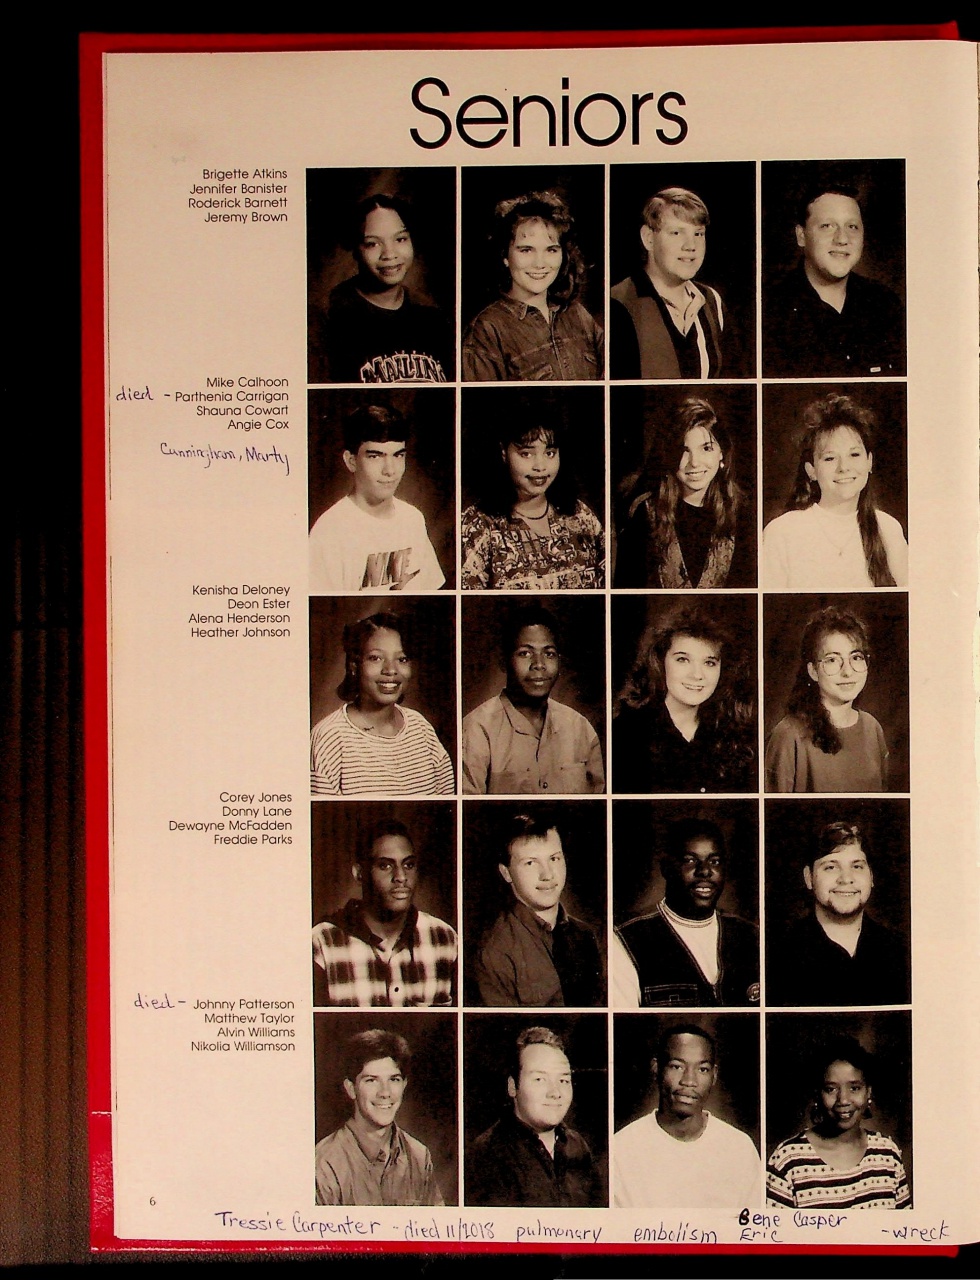 Seniors
Brigette Atkins
Jennifer Banister
Roderick Barnett
Jeremy Brown
Mike Calhoon
died - Parthenia Carrigan
Shauna Cowart
Angie Cox
Cunningham, Marty
NIKE
Kenisha Deloney
Deon Ester
Alena Henderson
Heather Johnson
Corey Jones
Donny Lane
Dewayne McFadden
Freddie Parks
died - Johnny Patterson
Matthew Taylor
Alvin Williams
Nikolia Williamson
6
Tressie Carpenter - died 11/2018 pulmonary embolism
Gene Casper
Eric - wreck